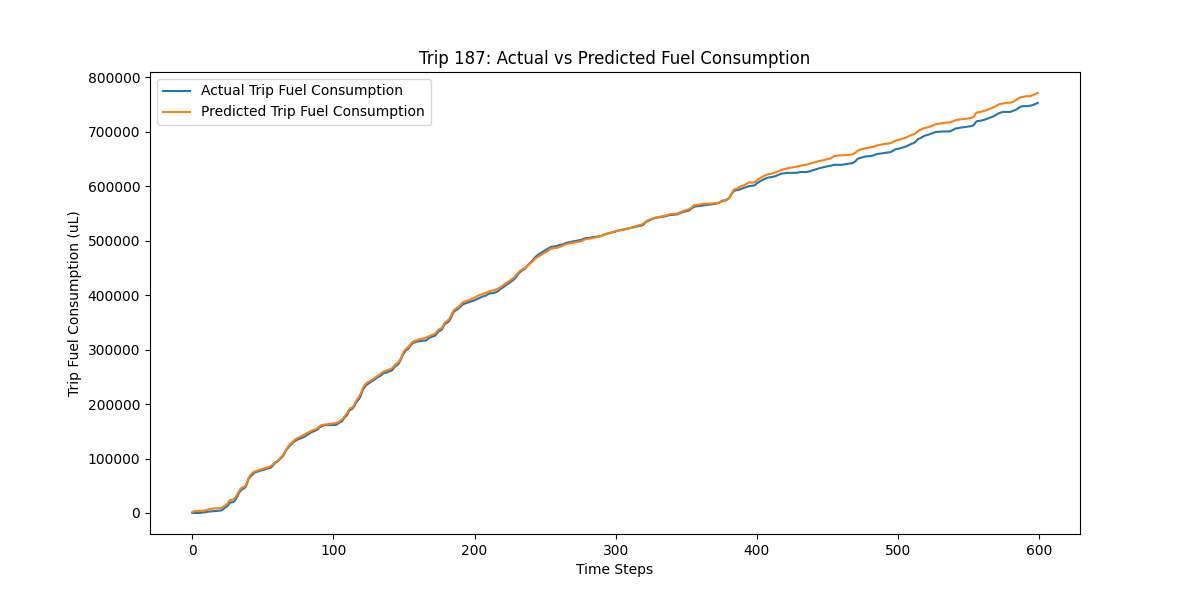 Trip 187: Actual vs Predicted Fuel Consumption
Actual Trip Fuel Consumption
Predicted Trip Fuel Consumption
Trip Fuel Consumption (uL)
800000
700000
600000
500000
400000
300000
200000
100000
0
0 100 200 300 400 500 600
Time Steps